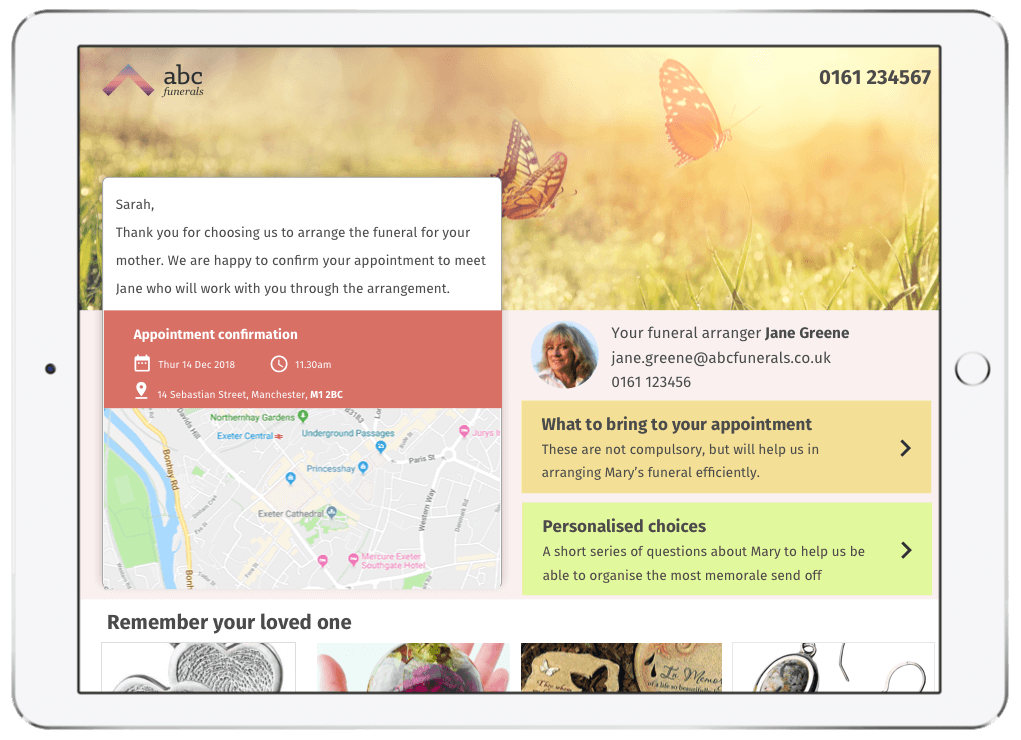 abc
funerals
0161 234567
Sarah,
Thank you for choosing us to arrange the funeral for your
mother. We are happy to confirm your appointment to meet
Jane who will work with you through the arrangement.
Appointment confirmation
Thur 14 Dec 2018
11.30am
14 Sebastian Street, Manchester, M1 2BC
Your funeral arranger Jane Greene
jane.greene@abcfunerals.co.uk
0161 123456
What to bring to your appointment
These are not compulsory, but will help us in
arranging Mary's funeral efficiently.
Personalised choices
A short series of questions about Mary to help us be
able to organise the most memorale send off
Northernhay Gardens
Exeter Central
Underground Passages
Jurys In
Princesshay
Paris St
Davids Hill
Bonhay Rd
B3183
Exeter Cathedral
Western Way
Mercure Exeter
Southgate Hotel
Bonh
Remember your loved one
In Memo